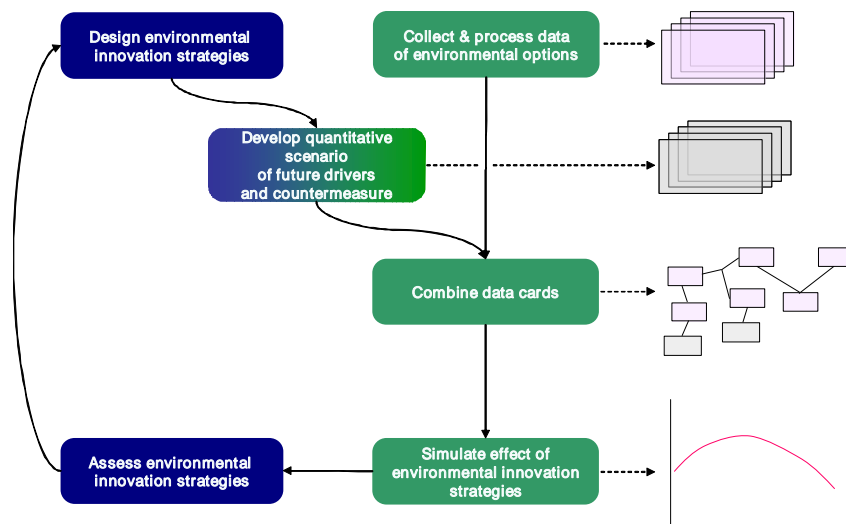 Design environmental
innovation strategies
Collect & process data
of environmental options
Develop quantitative
scenario
of future drivers
and countermeasure
Combine data cards
Assess environmental
innovation strategies
Simulate effect of
environmental innovation
strategies